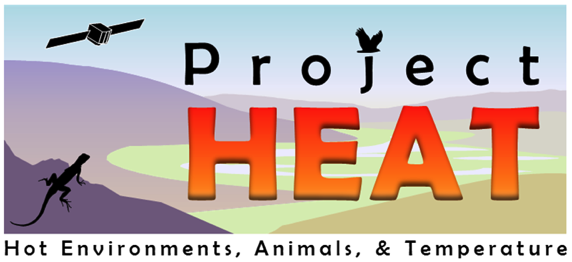 Project
HEAT
Hot Environments, Animals, & Temperature